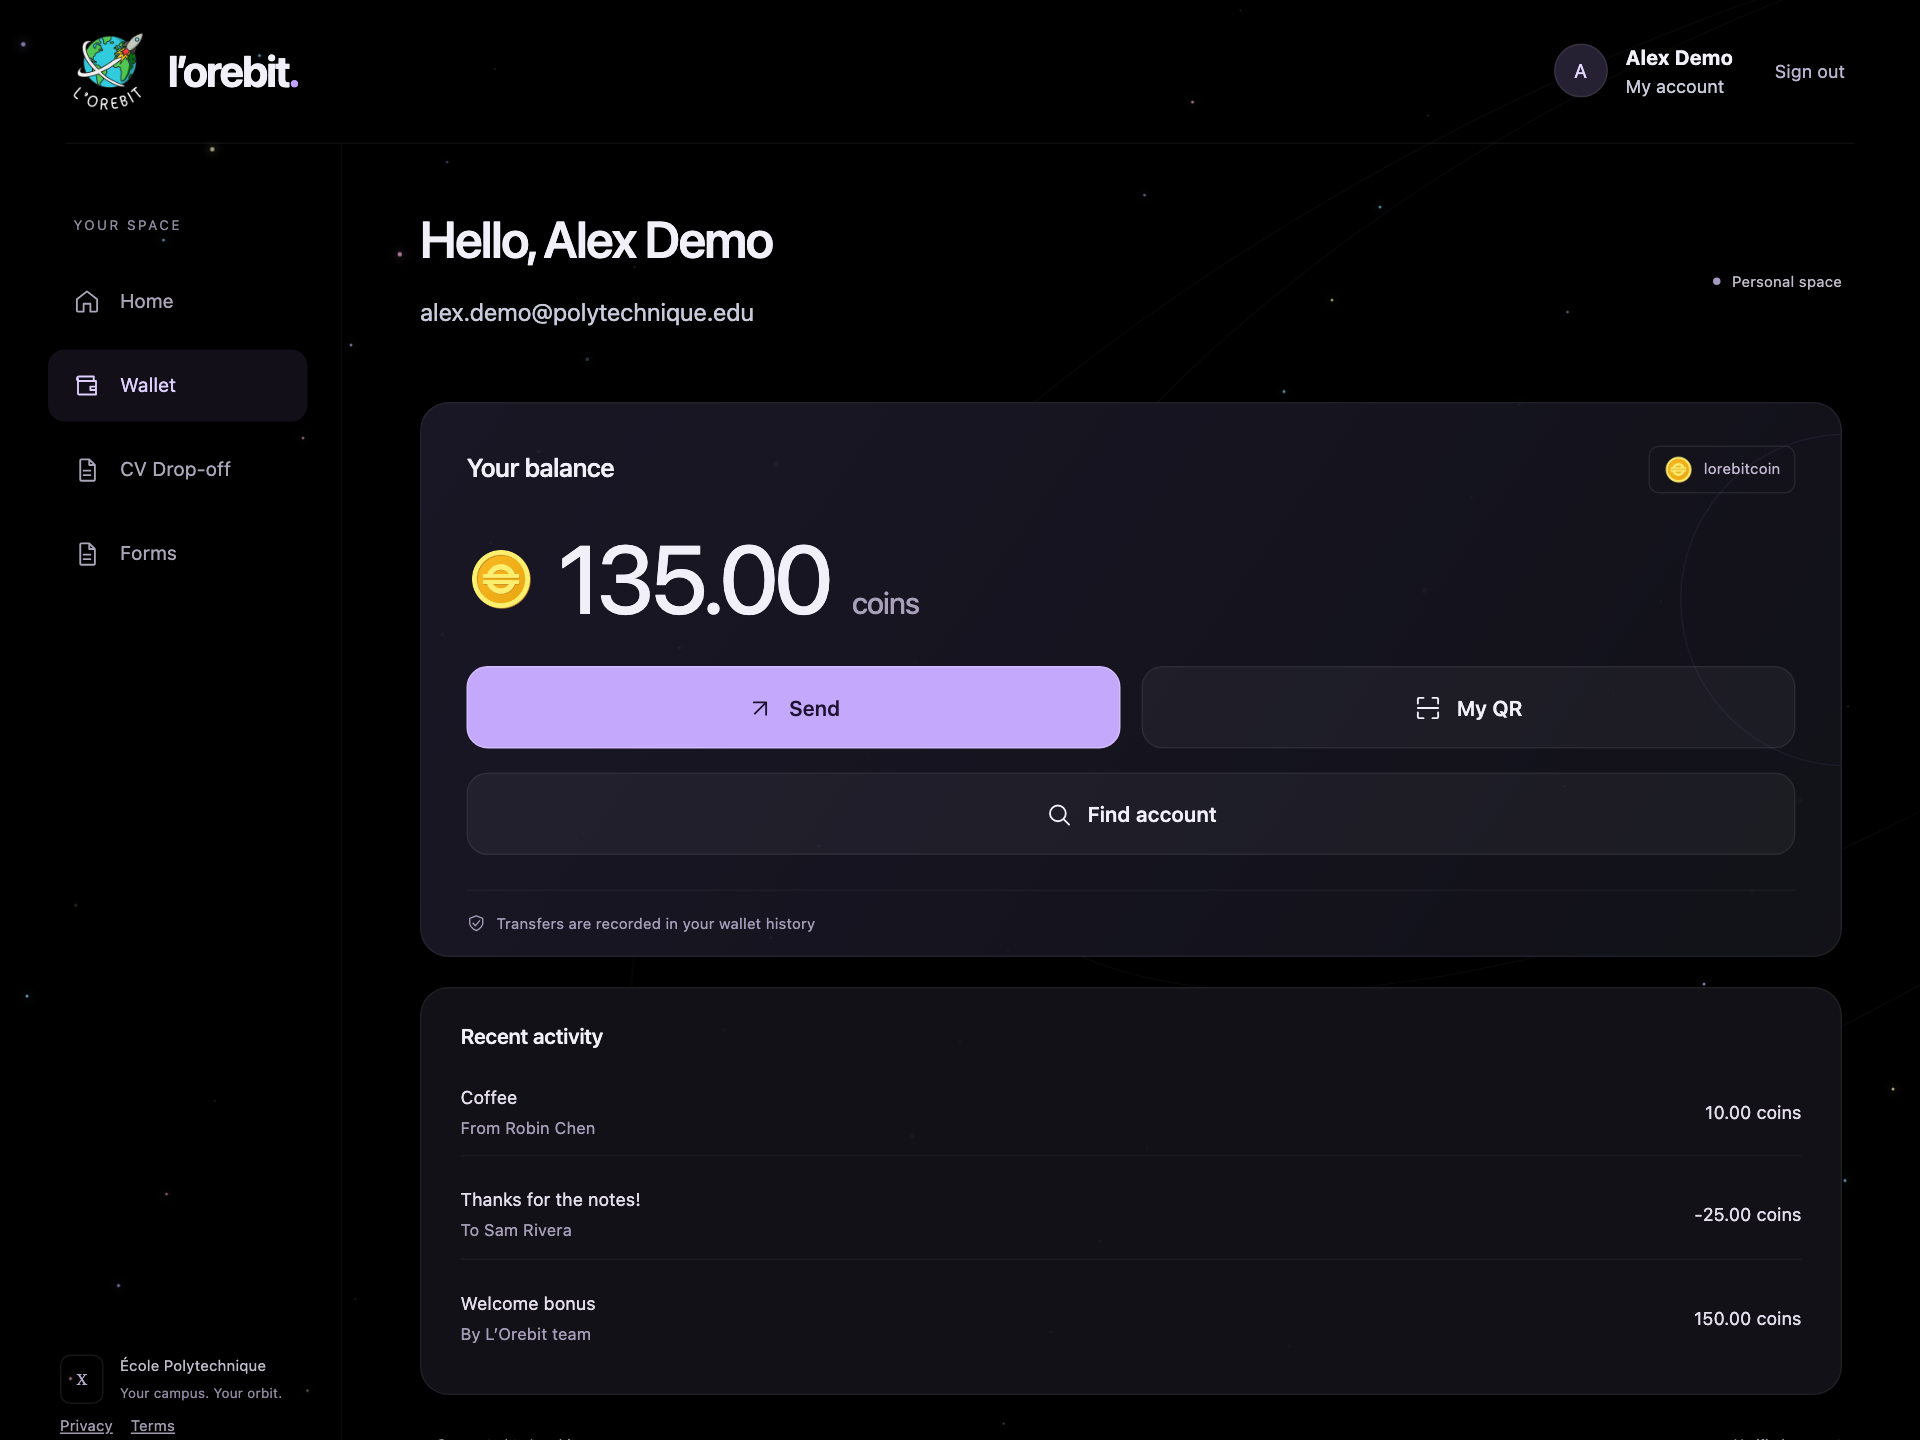 L'OREBIT
l'orebit.
A
Alex Demo
My account
Sign out
YOUR SPACE
Home
Wallet
CV Drop-off
Forms
Hello, Alex Demo
alex.demo@polytechnique.edu
Personal space
Your balance
lorebitcoin
135.00 coins
Send
My QR
Find account
Transfers are recorded in your wallet history
Recent activity
Coffee
From Robin Chen
10.00 coins
Thanks for the notes!
To Sam Rivera
-25.00 coins
Welcome bonus
By L’Orebit team
150.00 coins
X
École Polytechnique
Your campus. Your orbit.
Privacy Terms